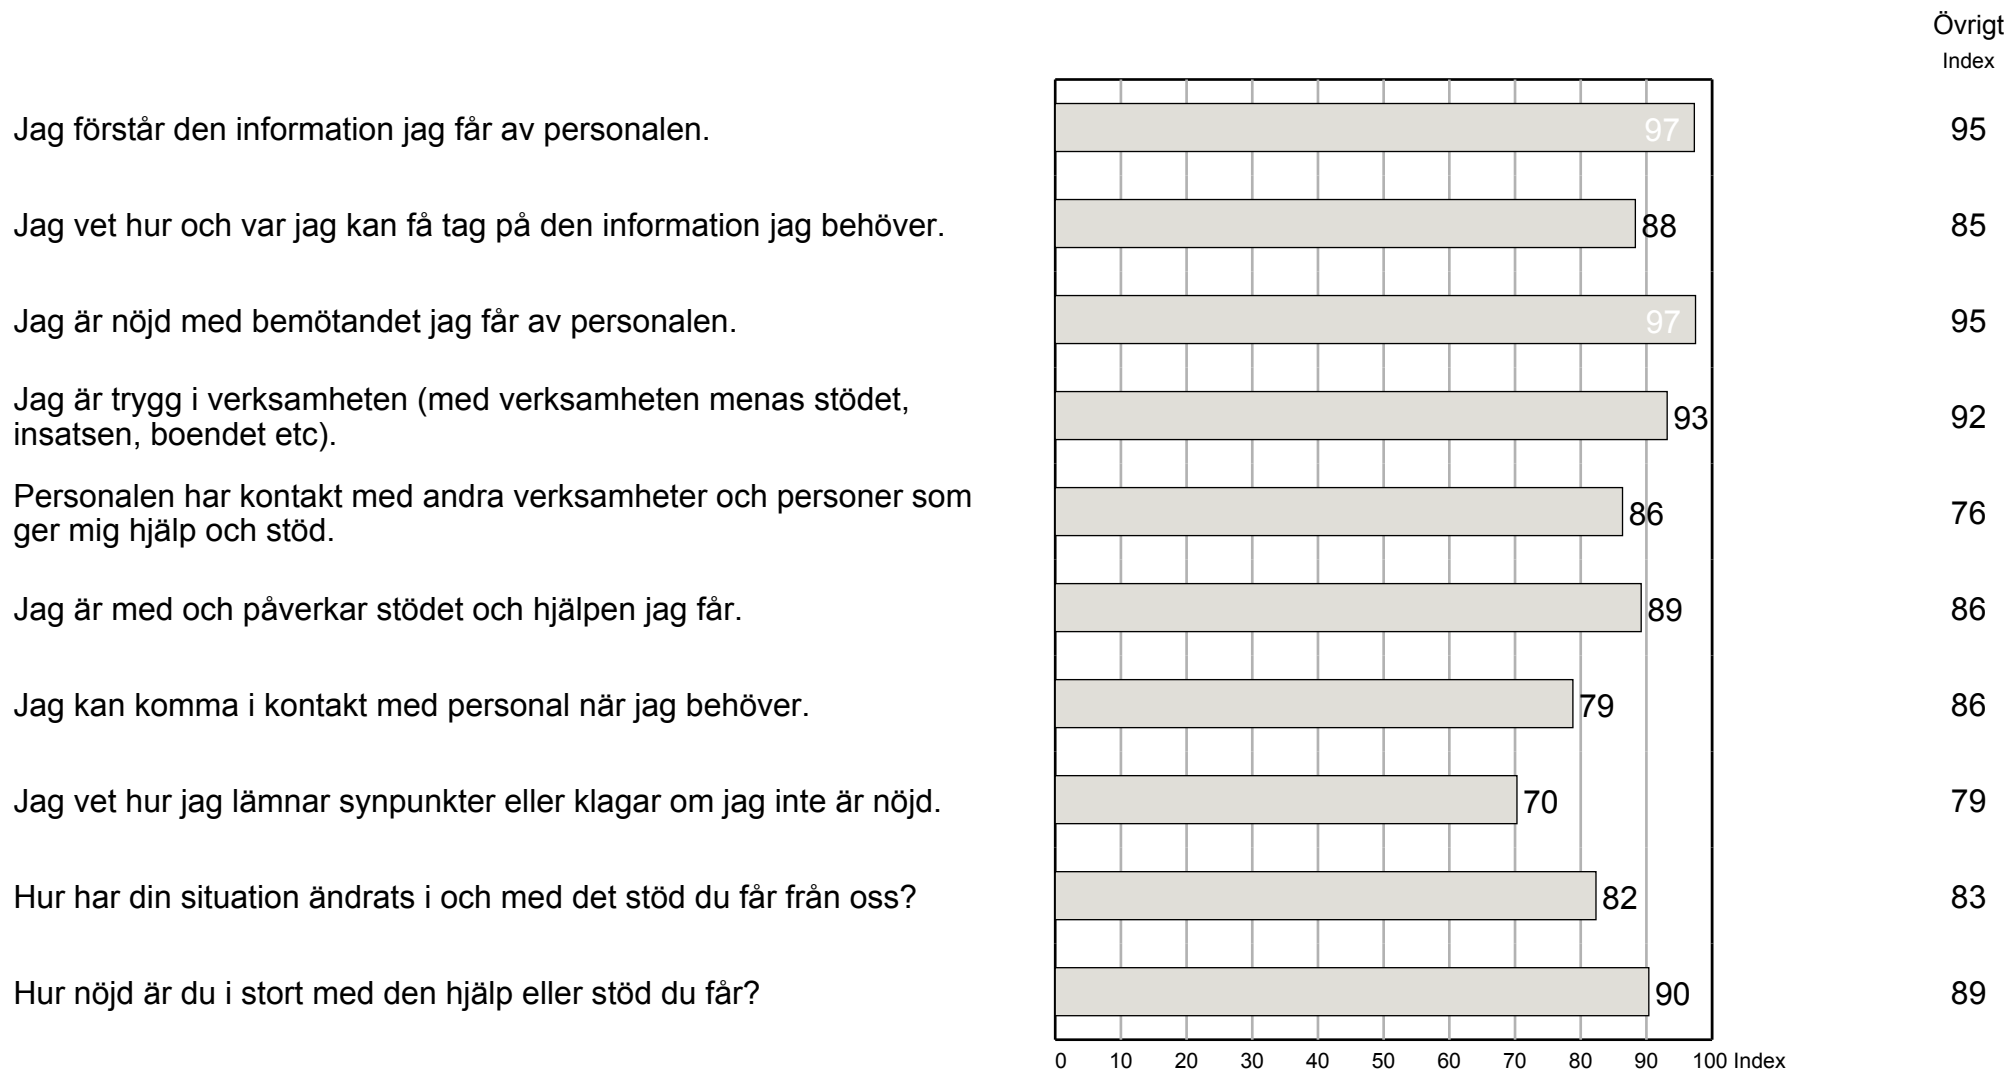 Övrigt
Index
Jag förstår den information jag får av personalen. 97 95
Jag vet hur och var jag kan få tag på den information jag behöver. 88 85
Jag är nöjd med bemötandet jag får av personalen. 97 95
Jag är trygg i verksamheten (med verksamheten menas stödet,
insatsen, boendet etc). 93 92
Personalen har kontakt med andra verksamheter och personer som
ger mig hjälp och stöd. 86 76
Jag är med och påverkar stödet och hjälpen jag får. 89 86
Jag kan komma i kontakt med personal när jag behöver. 79 86
Jag vet hur jag lämnar synpunkter eller klagar om jag inte är nöjd. 70 79
Hur har din situation ändrats i och med det stöd du får från oss? 82 83
Hur nöjd är du i stort med den hjälp eller stöd du får? 90 89
0 10 20 30 40 50 60 70 80 90 100 Index